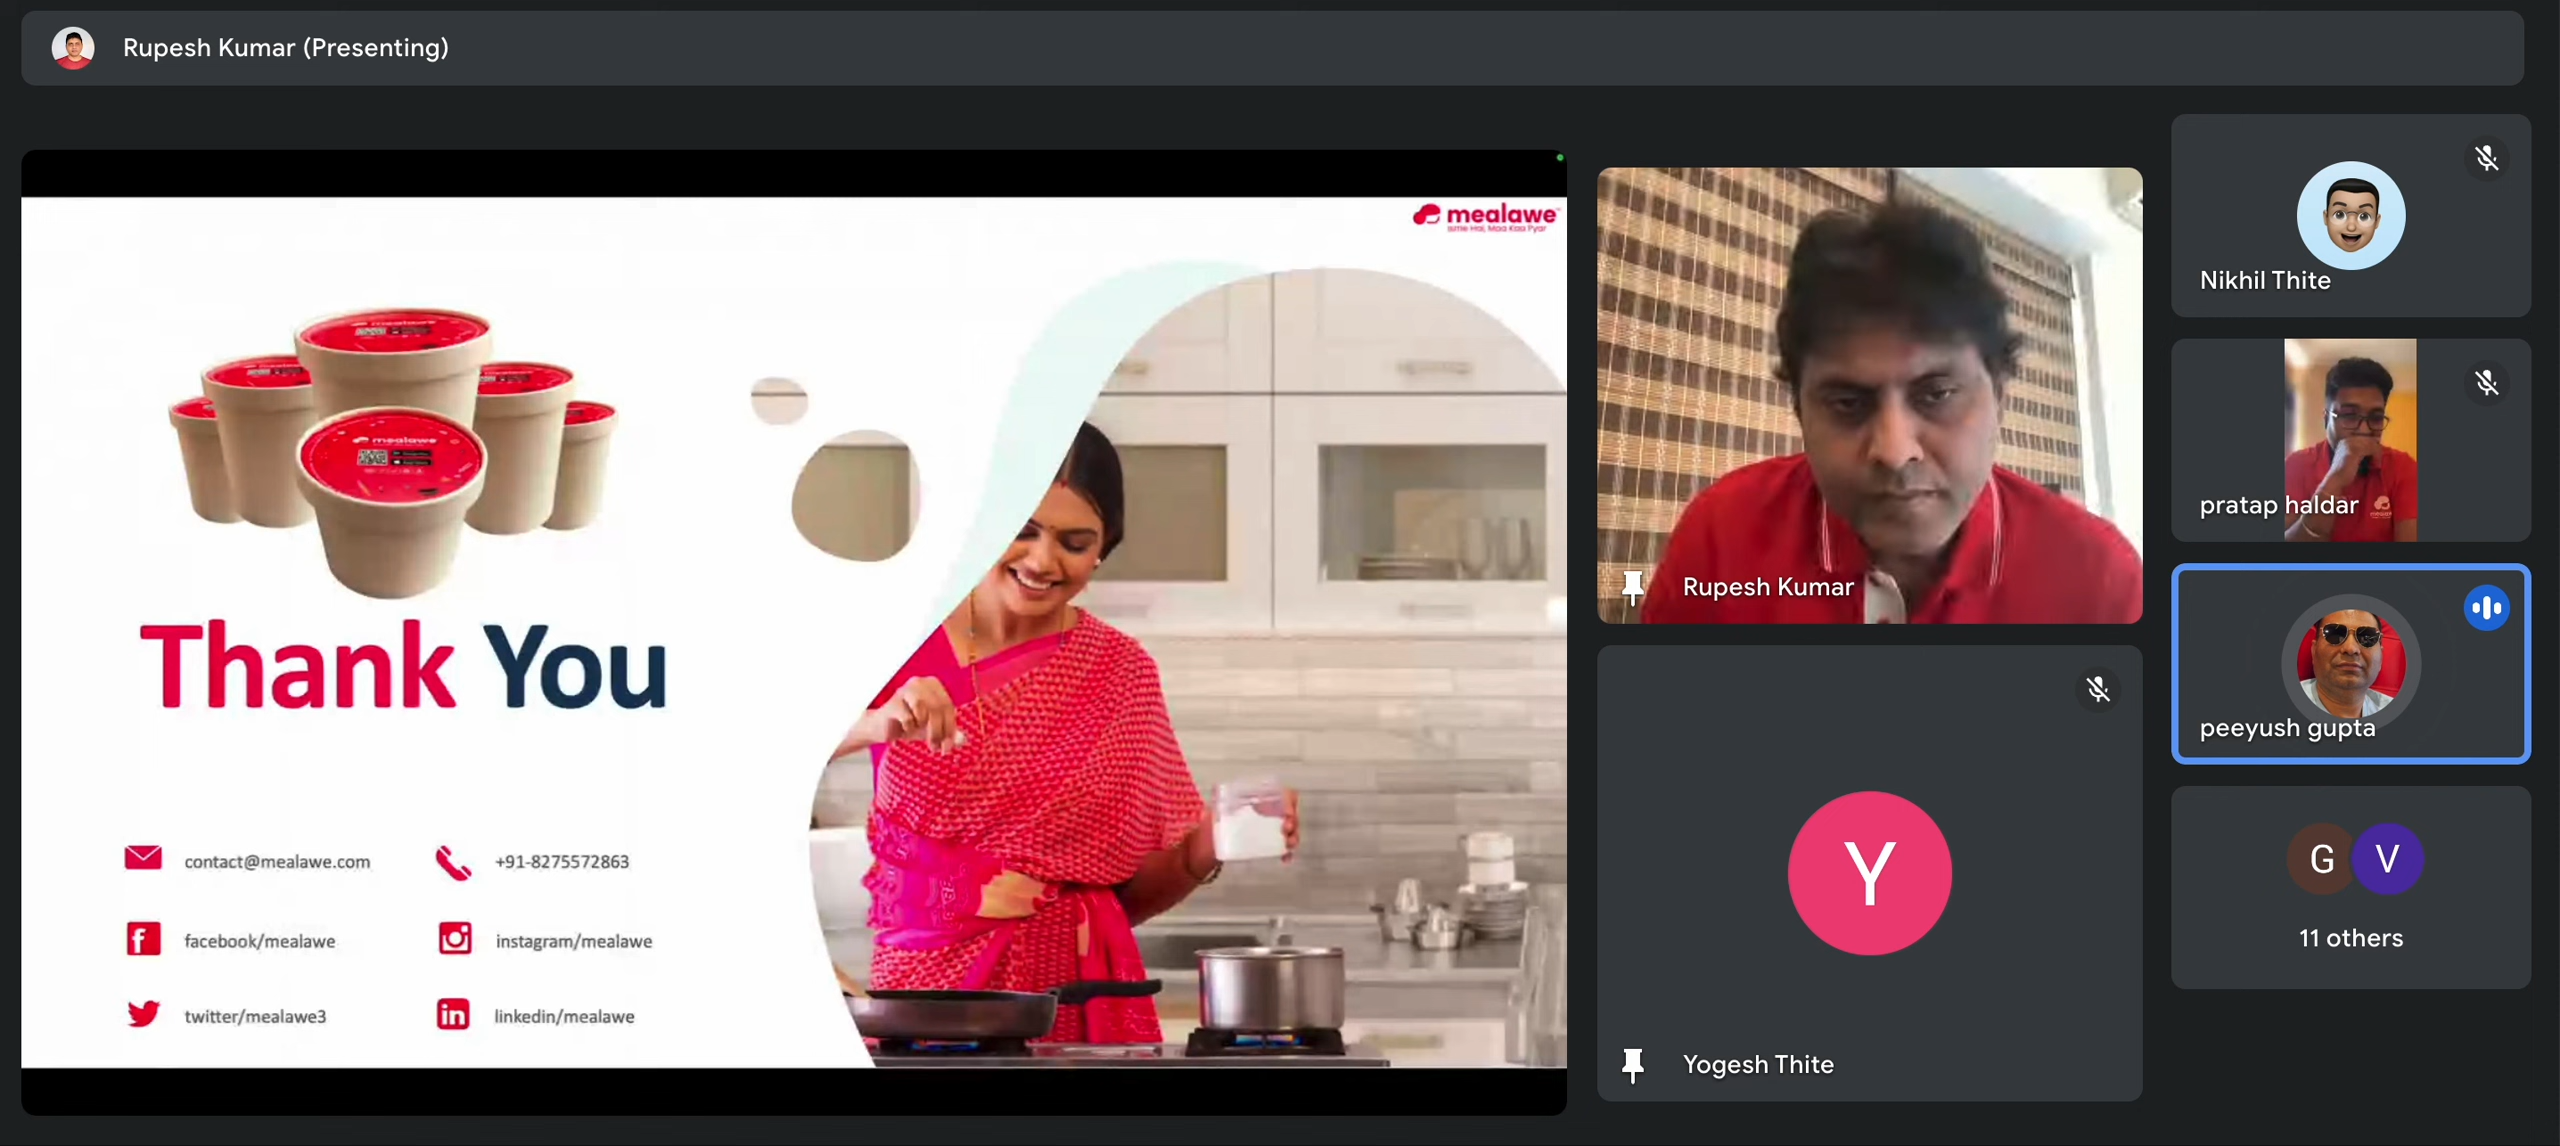 Rupesh Kumar (Presenting)
mealawe
mealawe
Thank You
contact@mealawe.com
+91-8275572863
facebook/mealawe
instagram/mealawe
twitter/mealawe3
linkedin/mealawe
Rupesh Kumar
Y
Yogesh Thite
Nikhil Thite
pratap haldar
peeyush gupta
G V
11 others